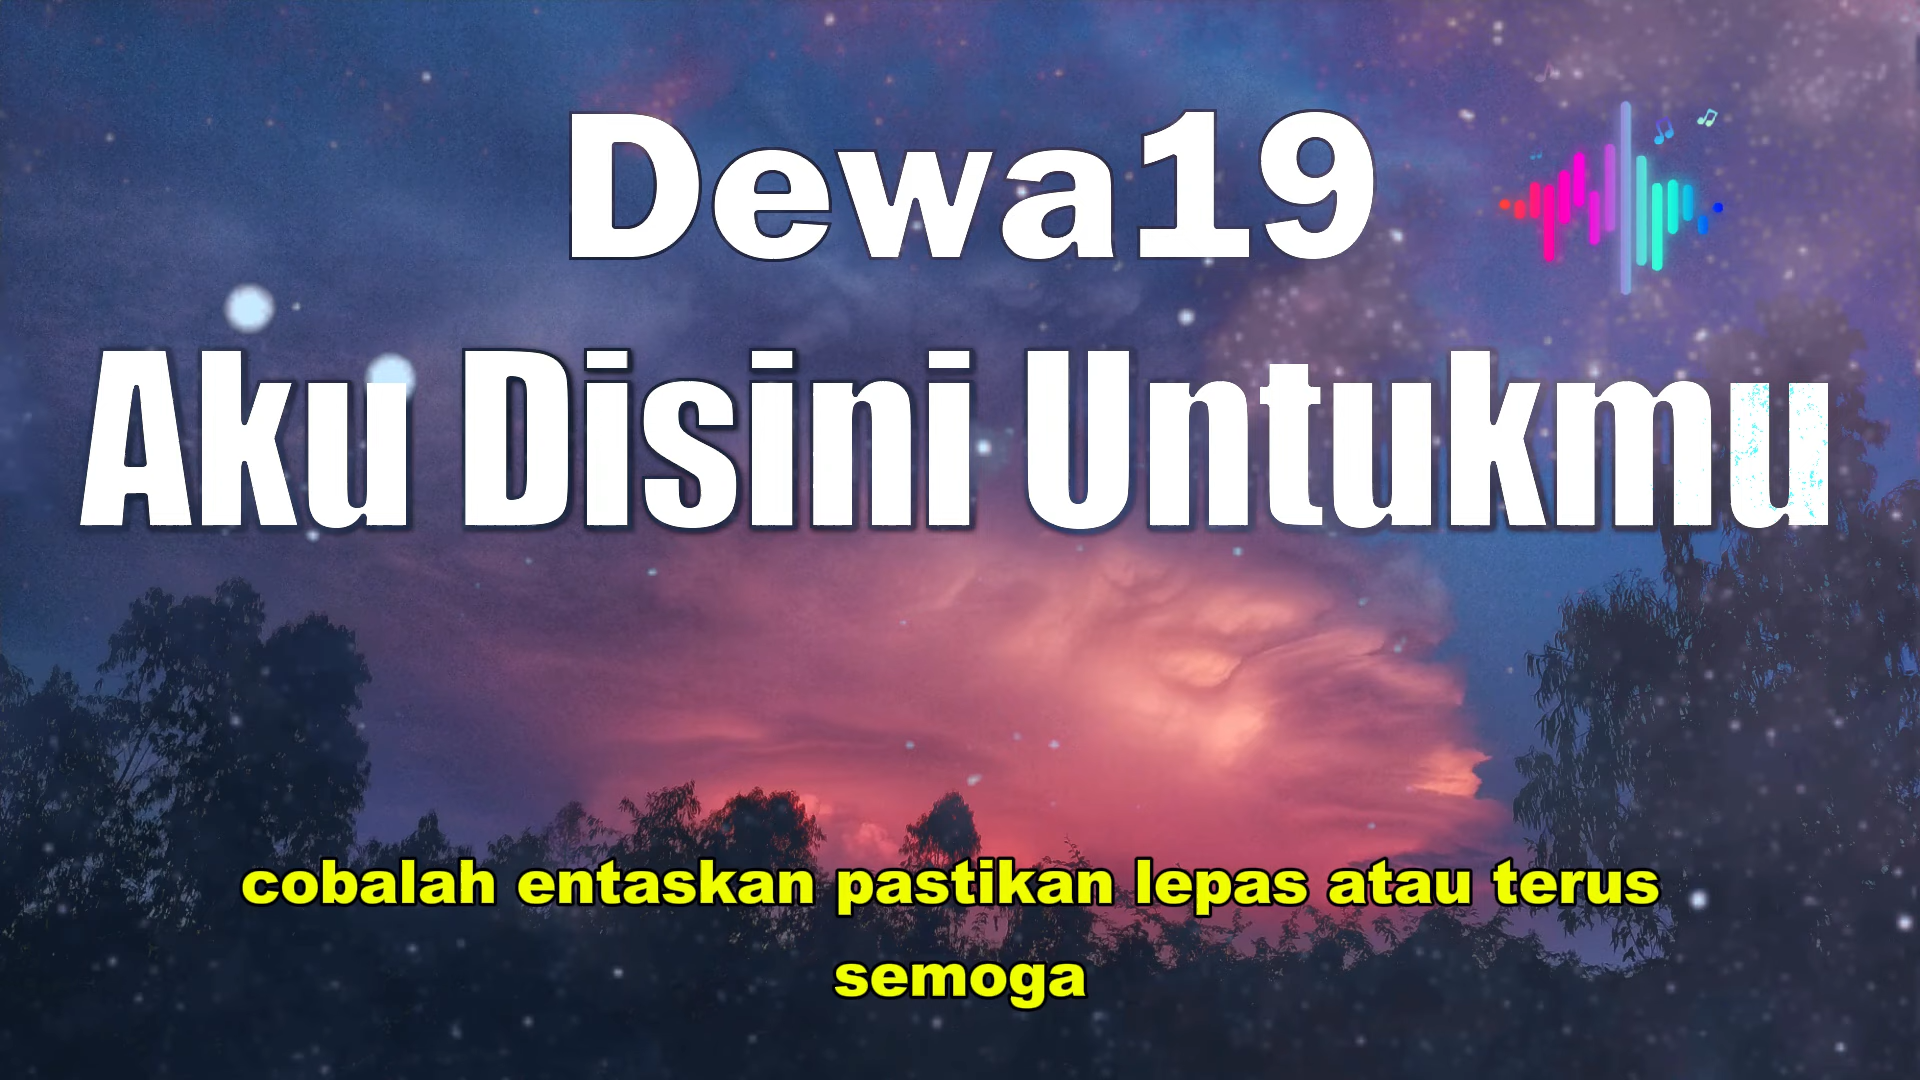 Dewa19
Aku Disini Untukmu
cobalah entaskan pastikan lepas atau terus
semoga